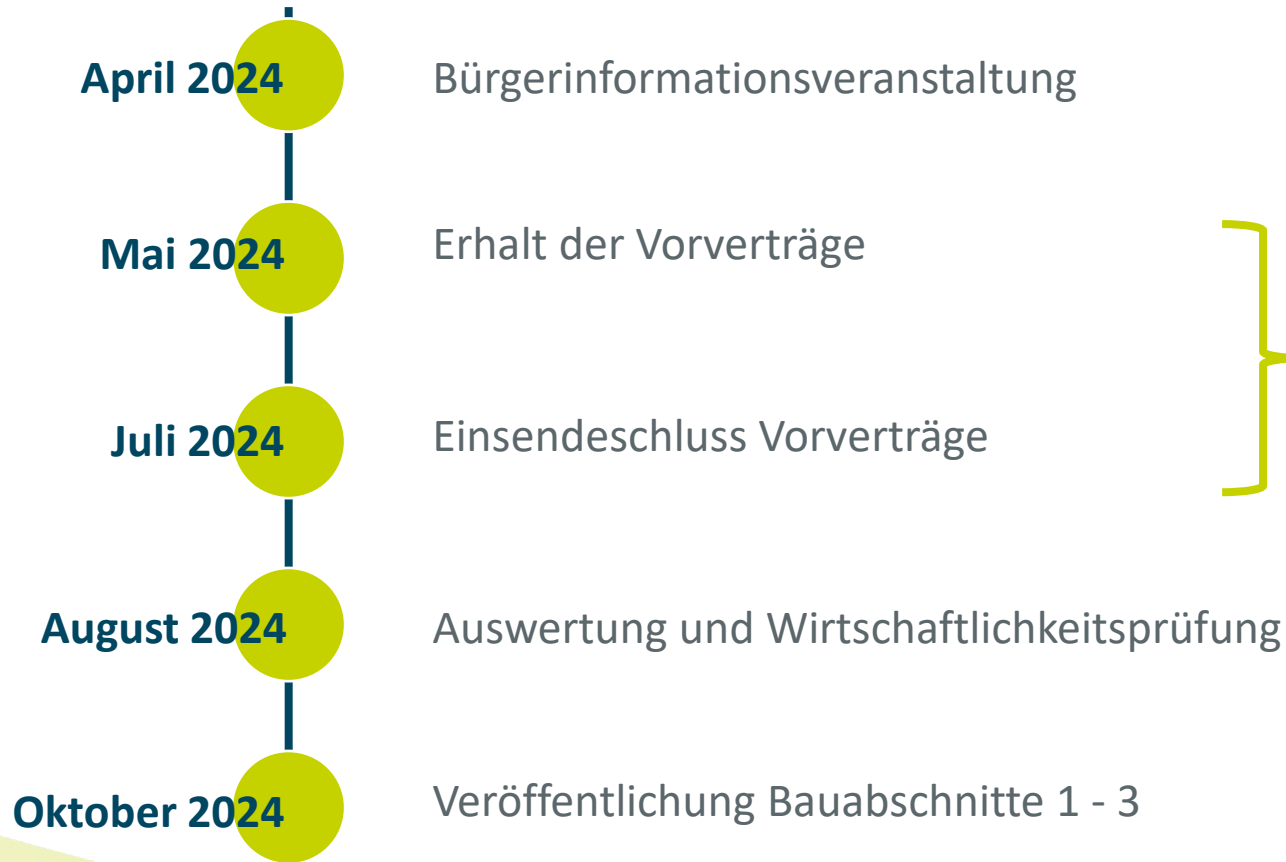 April 2024 Bürgerinformationsveranstaltung
Mai 2024 Erhalt der Vorverträge
Juli 2024 Einsendeschluss Vorverträge
August 2024 Auswertung und Wirtschaftlichkeitsprüfung
Oktober 2024 Veröffentlichung Bauabschnitte 1 - 3